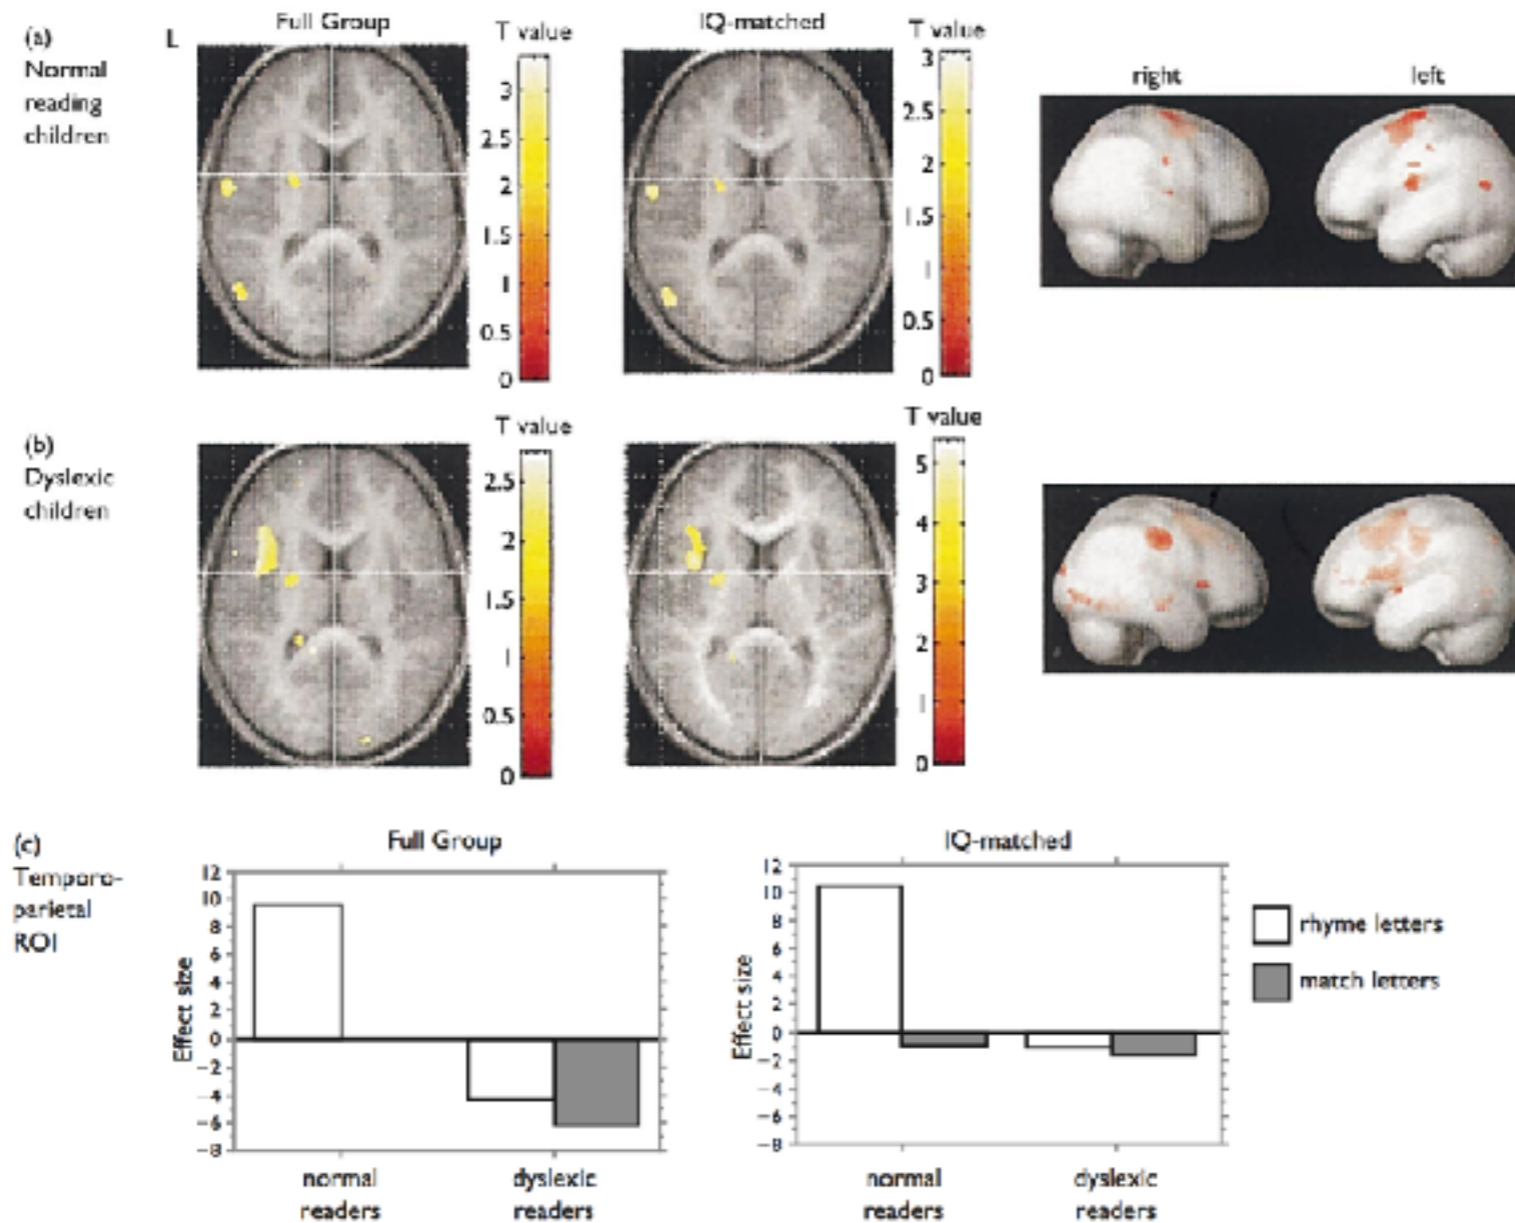 (a)
Normal
reading
children
L
Full Group
T value
3
2.5
2
1.5
1
0.5
0
IQ-matched
T value
3
2.5
2
1.5
1
0.5
0
right
left
(b)
Dyslexic
children
T value
2.5
2
1.5
1
0.5
0
T value
5
4
3
2
1
0
(c)
Temporo-
parietal
ROI
Full Group
Effect size
12
10
8
6
4
2
0
−2
−4
−6
−8
normal
readers
dyslexic
readers
IQ-matched
Effect size
12
10
8
6
4
2
0
−2
−4
−6
−8
normal
readers
dyslexic
readers
rhyme letters
match letters